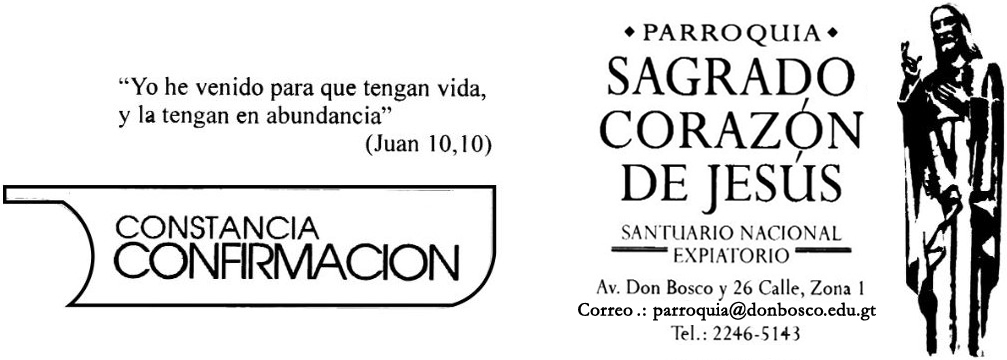 “Yo he venido para que tengan vida,
y la tengan en abundancia”
(Juan 10,10)
CONSTANCIA
CONFIRMACION
PARROQUIA
SAGRADO
CORAZÓN
DE JESÚS
SANTUARIO NACIONAL
EXPIATORIO
Av. Don Bosco y 26 Calle, Zona 1
Correo .: parroquia@donbosco.edu.gt
Tel.: 2246-5143